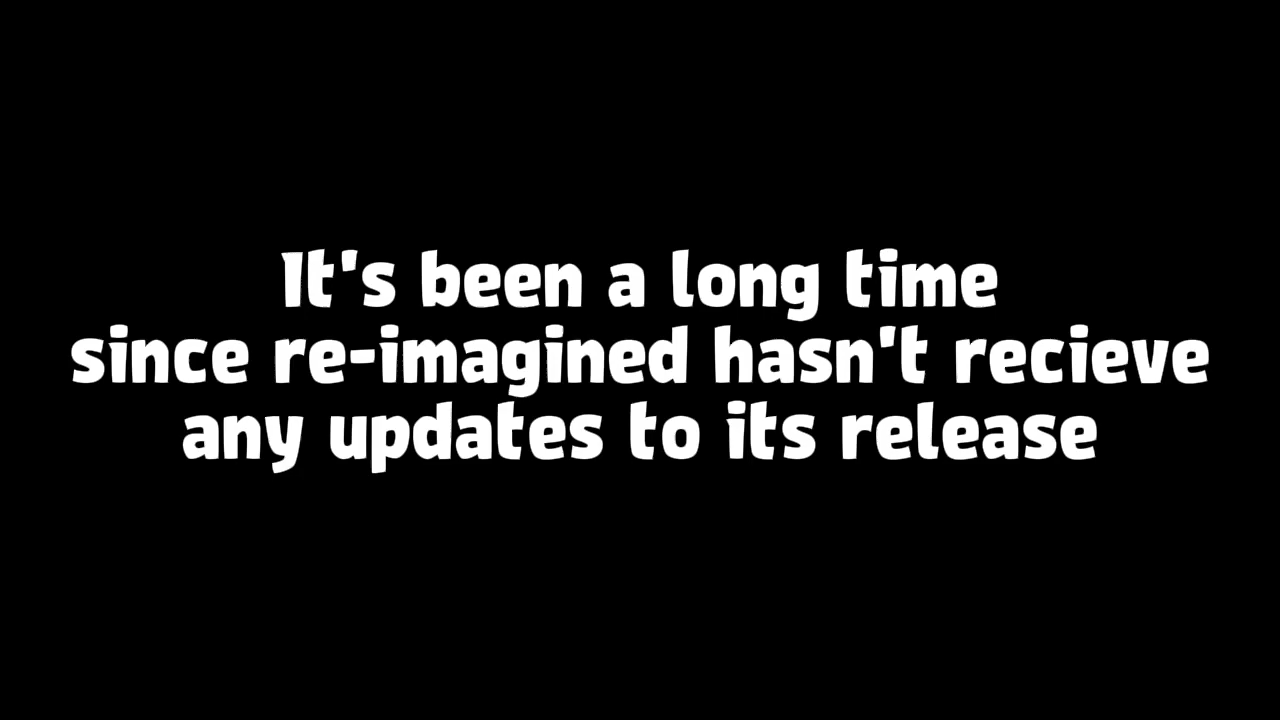 It's been a long time
since re-imagined hasn't recieve
any updates to its release